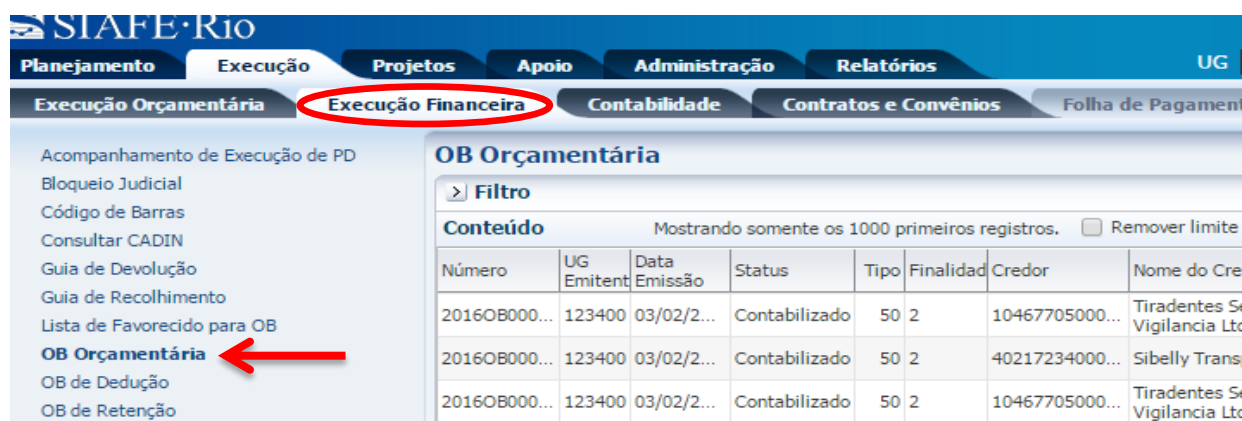 SIAFE·Rio
Planejamento Execução Projetos Apoio Administração Relatórios UG
Execução Orçamentária Execução Financeira Contabilidade Contratos e Convênios Folha de Pagament
Acompanhamento de Execução de PD
Bloqueio Judicial
Código de Barras
Consultar CADIN
Guia de Devolução
Guia de Recolhimento
Lista de Favorecido para OB
OB Orçamentária
OB de Dedução
OB de Retenção
OB Orçamentária
Filtro
Conteúdo Mostrando somente os 1000 primeiros registros. Remover limite
Número UG Emitent Data Emissão Status Tipo Finalidad Credor Nome do Cre
2016OB000... 123400 03/02/2... Contabilizado 50 2 10467705000... Tiradentes Se
Vigilancia Ltd
2016OB000... 123400 03/02/2... Contabilizado 50 2 40217234000... Sibelly Trans
2016OB000... 123400 03/02/2... Contabilizado 50 2 10467705000... Tiradentes Se
Vigilancia Ltd